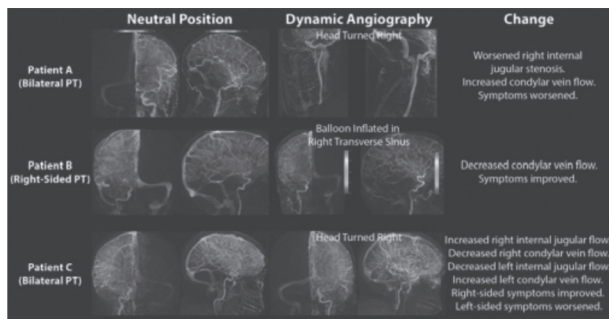 Neutral Position
Dynamic Angiography
Change
Patient A
(Bilateral PT)
Head Turned Right
Worsened right internal
jugular stenosis.
Increased condylar vein flow.
Symptoms worsened.
Patient B
(Right-Sided PT)
Balloon Inflated in
Right Transverse Sinus
Decreased condylar vein flow.
Symptoms improved.
Patient C
(Bilateral PT)
Head Turned Right
Increased right internal jugular flow.
Decreased right condylar vein flow.
Decreased left internal jugular flow.
Increased left condylar vein flow.
Right-sided symptoms improved.
Left-sided symptoms worsened.